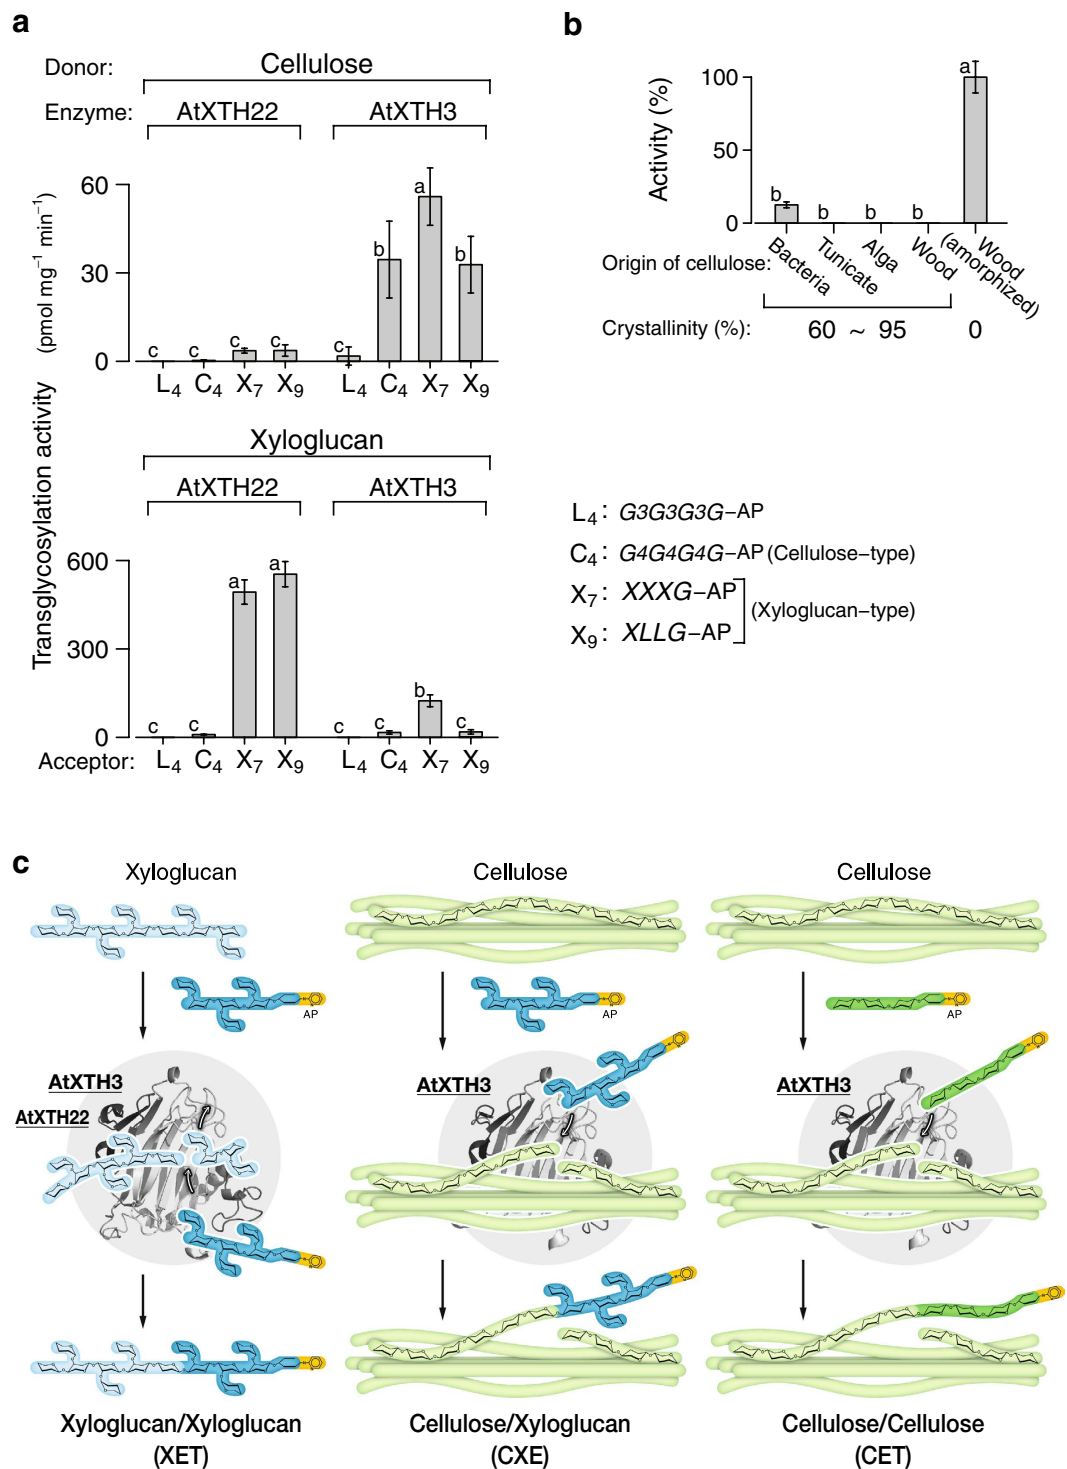 a
Donor: Cellulose
Enzyme: AtXTH22 AtXTH3
Transglycosylation activity (pmol mg−1 min−1)
60
30
0
c c c c c b a b
L4 C4 X7 X9 L4 C4 X7 X9
Xyloglucan
AtXTH22 AtXTH3
600
300
0
c c a a c c b c
Acceptor: L4 C4 X7 X9 L4 C4 X7 X9
b
Activity (%)
100
50
0
b b b b a
Origin of cellulose: Bacteria Tunicate Alga Wood Wood (amorphized)
Crystallinity (%): 60 ~ 95 0
L4: G3G3G3G−AP
C4: G4G4G4G−AP (Cellulose−type)
X7: XXXG−AP
X9: XLLG−AP
(Xyloglucan−type)
c
Xyloglucan Cellulose Cellulose
AP AP AP
AtXTH3 AtXTH3 AtXTH3
AtXTH22
Xyloglucan/Xyloglucan Cellulose/Xyloglucan Cellulose/Cellulose
(XET) (CXE) (CET)